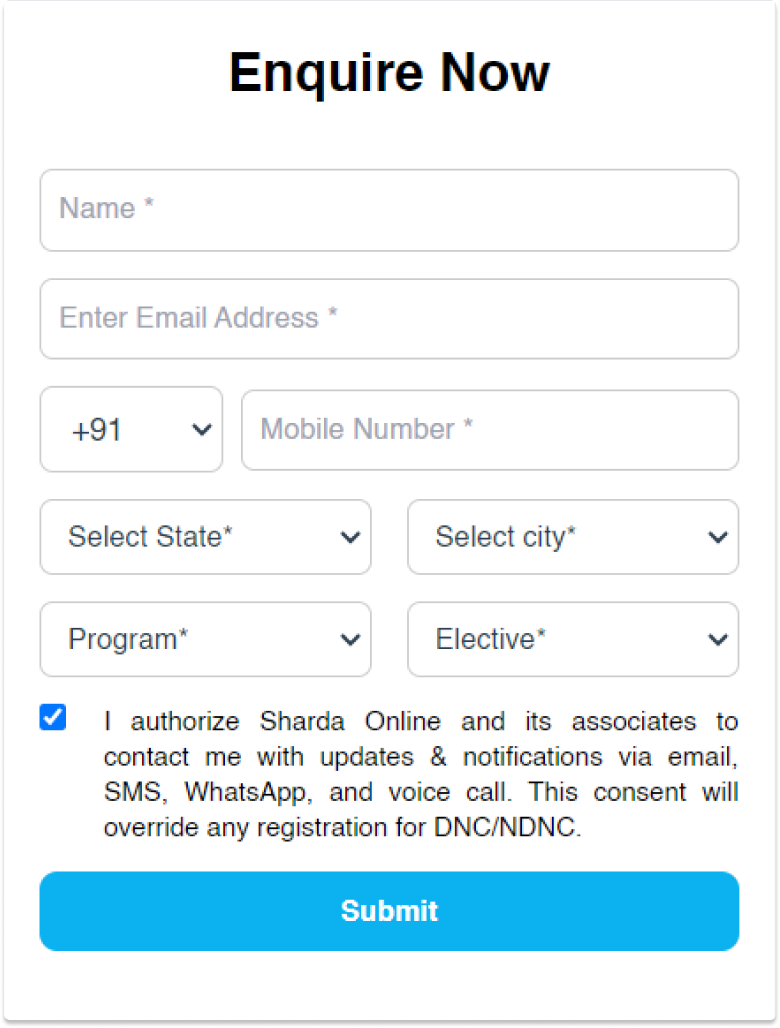 Enquire Now
Name *
Enter Email Address *
+91
Mobile Number *
Select State*
Select city*
Program*
Elective*
I authorize Sharda Online and its associates to
contact me with updates & notifications via email,
SMS, WhatsApp, and voice call. This consent will
override any registration for DNC/NDNC.
Submit